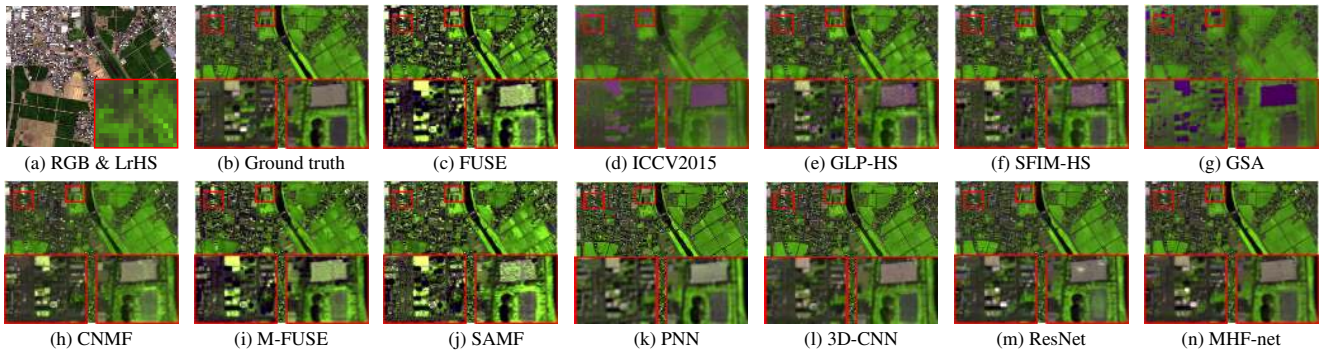 (a) RGB & LrHS
(b) Ground truth
(c) FUSE
(d) ICCV2015
(e) GLP-HS
(f) SFIM-HS
(g) GSA
(h) CNMF
(i) M-FUSE
(j) SAMF
(k) PNN
(l) 3D-CNN
(m) ResNet
(n) MHF-net